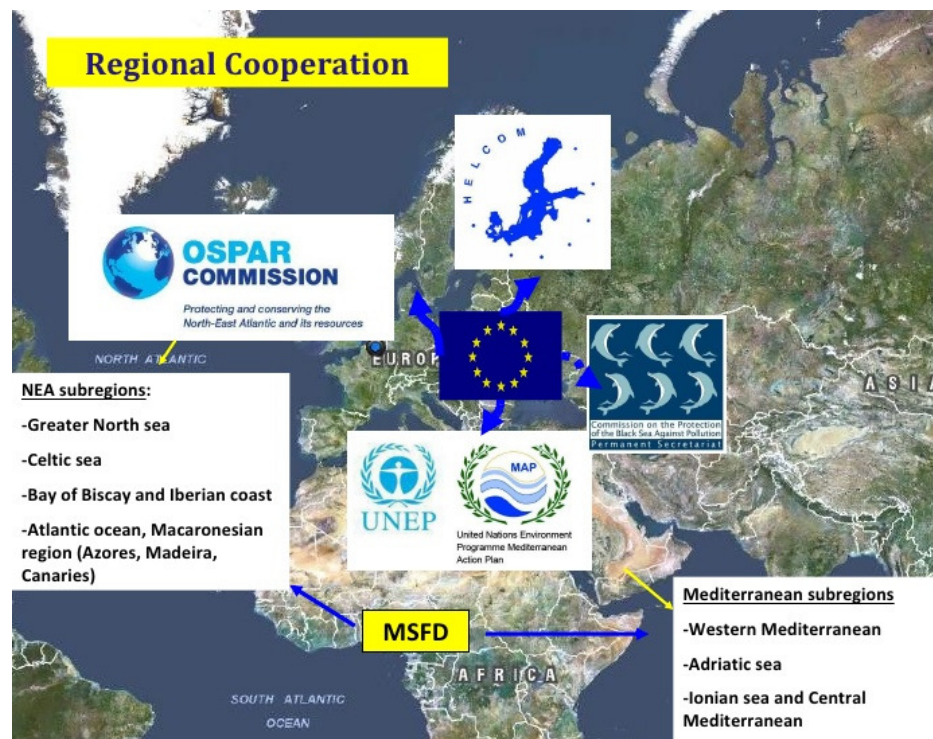 Regional Cooperation
HELCOM
OSPAR
COMMISSION
Protecting and conserving the
North-East Atlantic and its resources
NORTH ATLANTIC
EUROP
ASIA
Commission on the Protection
of the Black Sea Against Pollution
Permanent Secretariat
NEA subregions:
-Greater North sea
-Celtic sea
-Bay of Biscay and Iberian coast
-Atlantic ocean, Macaronesian
region (Azores, Madeira,
Canaries)
UNEP
MAP
United Nations Environment
Programme Mediterranean
Action Plan
MSFD
AFRICA
SOUTH ATLANTIC
OCEAN
Mediterranean subregions
-Western Mediterranean
-Adriatic sea
-Ionian sea and Central
Mediterranean